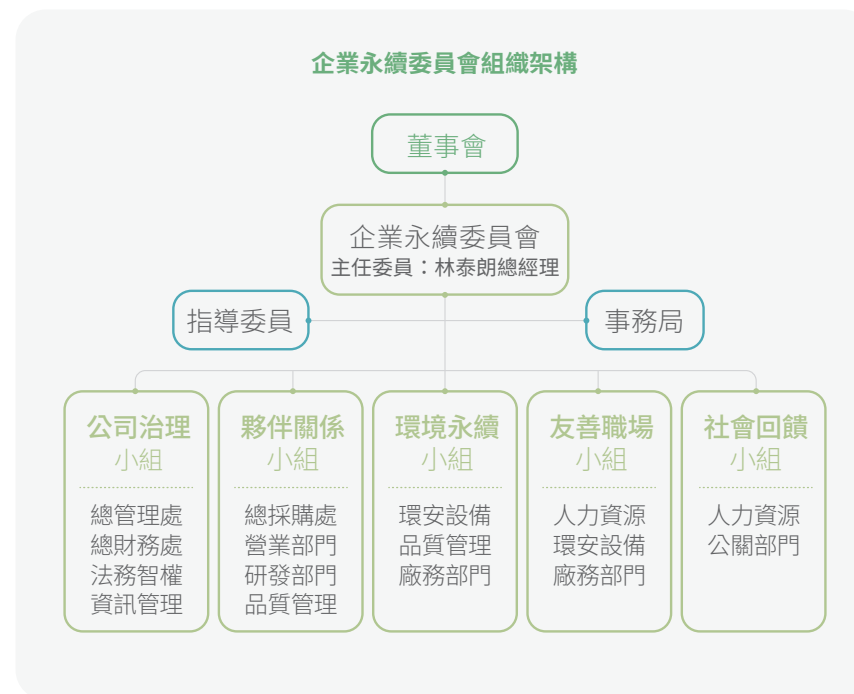 企業永續委員會組織架構
董事會
企業永續委員會
主任委員：林泰朗總經理
指導委員
事務局
公司治理
小組
總管理處
總財務處
法務智權
資訊管理
夥伴關係
小組
總採購處
營業部門
研發部門
品質管理
環境永續
小組
環安設備
品質管理
廠務部門
友善職場
小組
人力資源
環安設備
廠務部門
社會回饋
小組
人力資源
公關部門